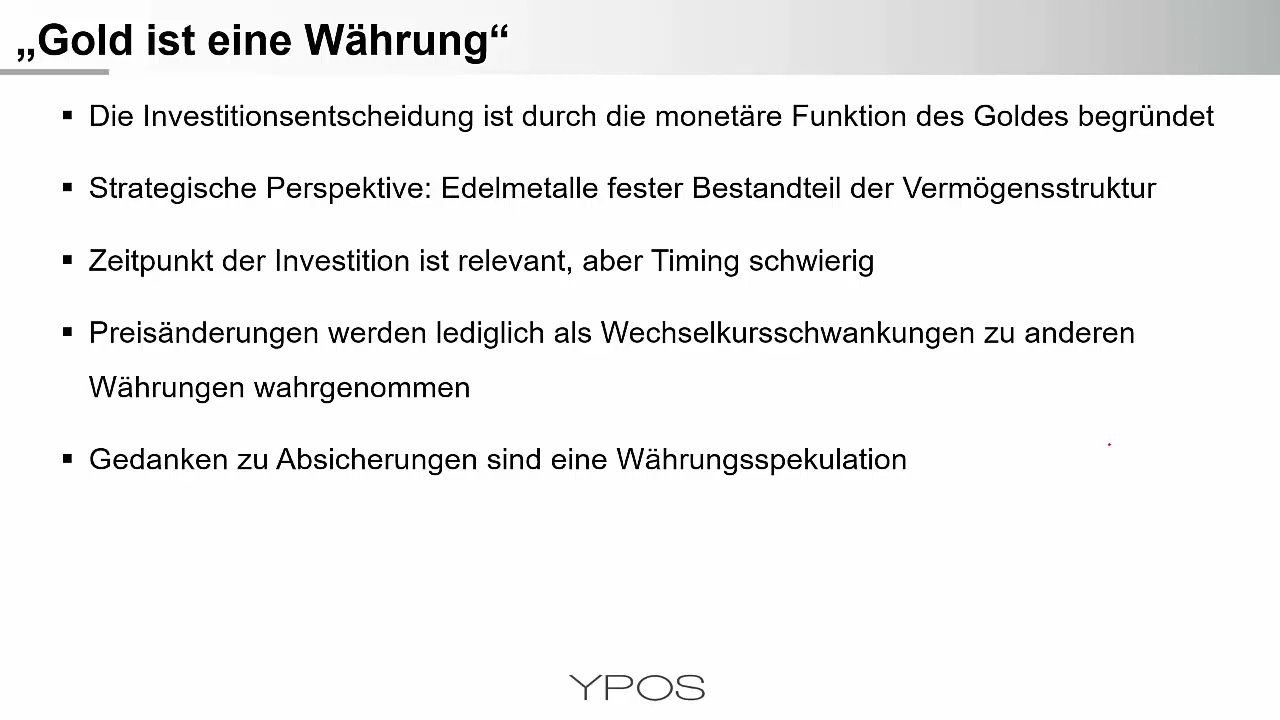 „Gold ist eine Währung“
▪ Die Investitionsentscheidung ist durch die monetäre Funktion des Goldes begründet
▪ Strategische Perspektive: Edelmetalle fester Bestandteil der Vermögensstruktur
▪ Zeitpunkt der Investition ist relevant, aber Timing schwierig
▪ Preisänderungen werden lediglich als Wechselkursschwankungen zu anderen
Währungen wahrgenommen
▪ Gedanken zu Absicherungen sind eine Währungsspekulation
YPOS